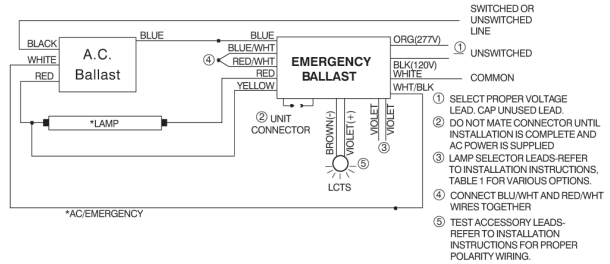 SWITCHED OR
UNSWITCHED
LINE
BLACK
BLUE
BLUE
ORG(277V)
①
UNSWITCHED
A.C.
Ballast
BLUE/WHT
④
RED/WHT
EMERGENCY
BALLAST
BLK(120V)
WHITE
WHITE
COMMON
RED
RED
YELLOW
WHT/BLK
*LAMP
② UNIT
CONNECTOR
BROWN(-)
VIOLET(+)
VIOLET
VIOLET
③
⑤
LCTS
*AC/EMERGENCY
① SELECT PROPER VOLTAGE
LEAD. CAP UNUSED LEAD.
② DO NOT MATE CONNECTOR UNTIL
INSTALLATION IS COMPLETE AND
AC POWER IS SUPPLIED
③ LAMP SELECTOR LEADS-REFER
TO INSTALLATION INSTRUCTIONS,
TABLE 1 FOR VARIOUS OPTIONS.
④ CONNECT BLU/WHT AND RED/WHT
WIRES TOGETHER
⑤ TEST ACCESSORY LEADS-
REFER TO INSTALLATION
INSTRUCTIONS FOR PROPER
POLARITY WIRING.